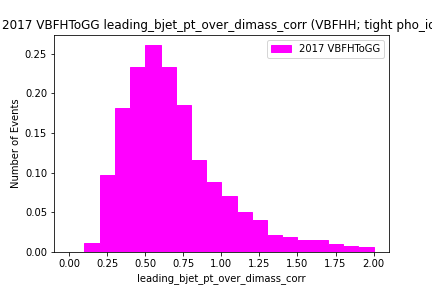 2017 VBFHToGG leading_bjet_pt_over_dimass_corr (VBFHH; tight pho_id
2017 VBFHToGG
Number of Events
0.25
0.20
0.15
0.10
0.05
0.00
0.00 0.25 0.50 0.75 1.00 1.25 1.50 1.75 2.00
leading_bjet_pt_over_dimass_corr